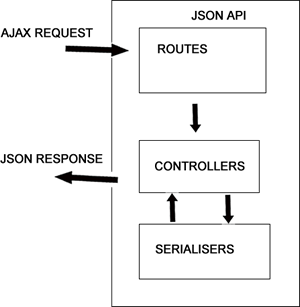 JSON API
AJAX REQUEST
ROUTES
JSON RESPONSE
CONTROLLERS
SERIALISERS